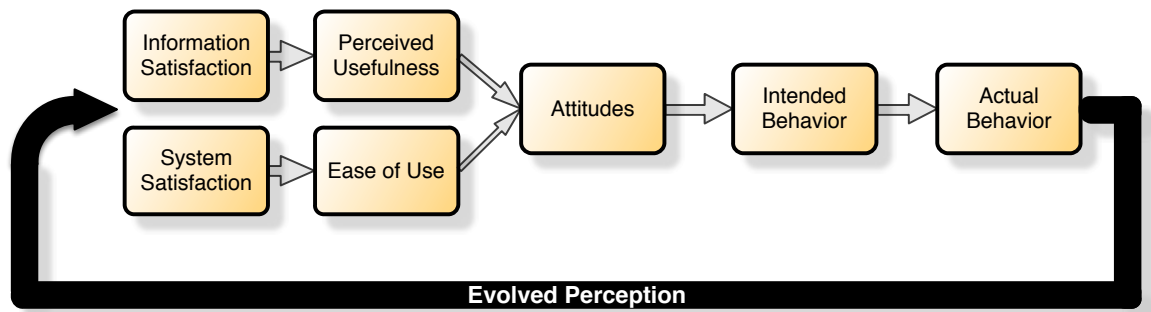 Information
Satisfaction
Perceived
Usefulness
System
Satisfaction
Ease of Use
Attitudes
Intended
Behavior
Actual
Behavior
Evolved Perception